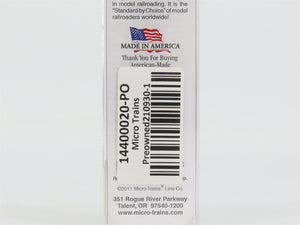 in model railroading. It is the
"Standard by Choice" of model
railroaders worldwide!
MADE IN AMERICA
Thank You For Buying
American-Made
14400020-PO
Micro Trains
Preowned210930-1
©2011 Micro-Trains® Line Co.
351 Rogue River Parkway
Talent, OR 97540-1200
www.micro-trains.com